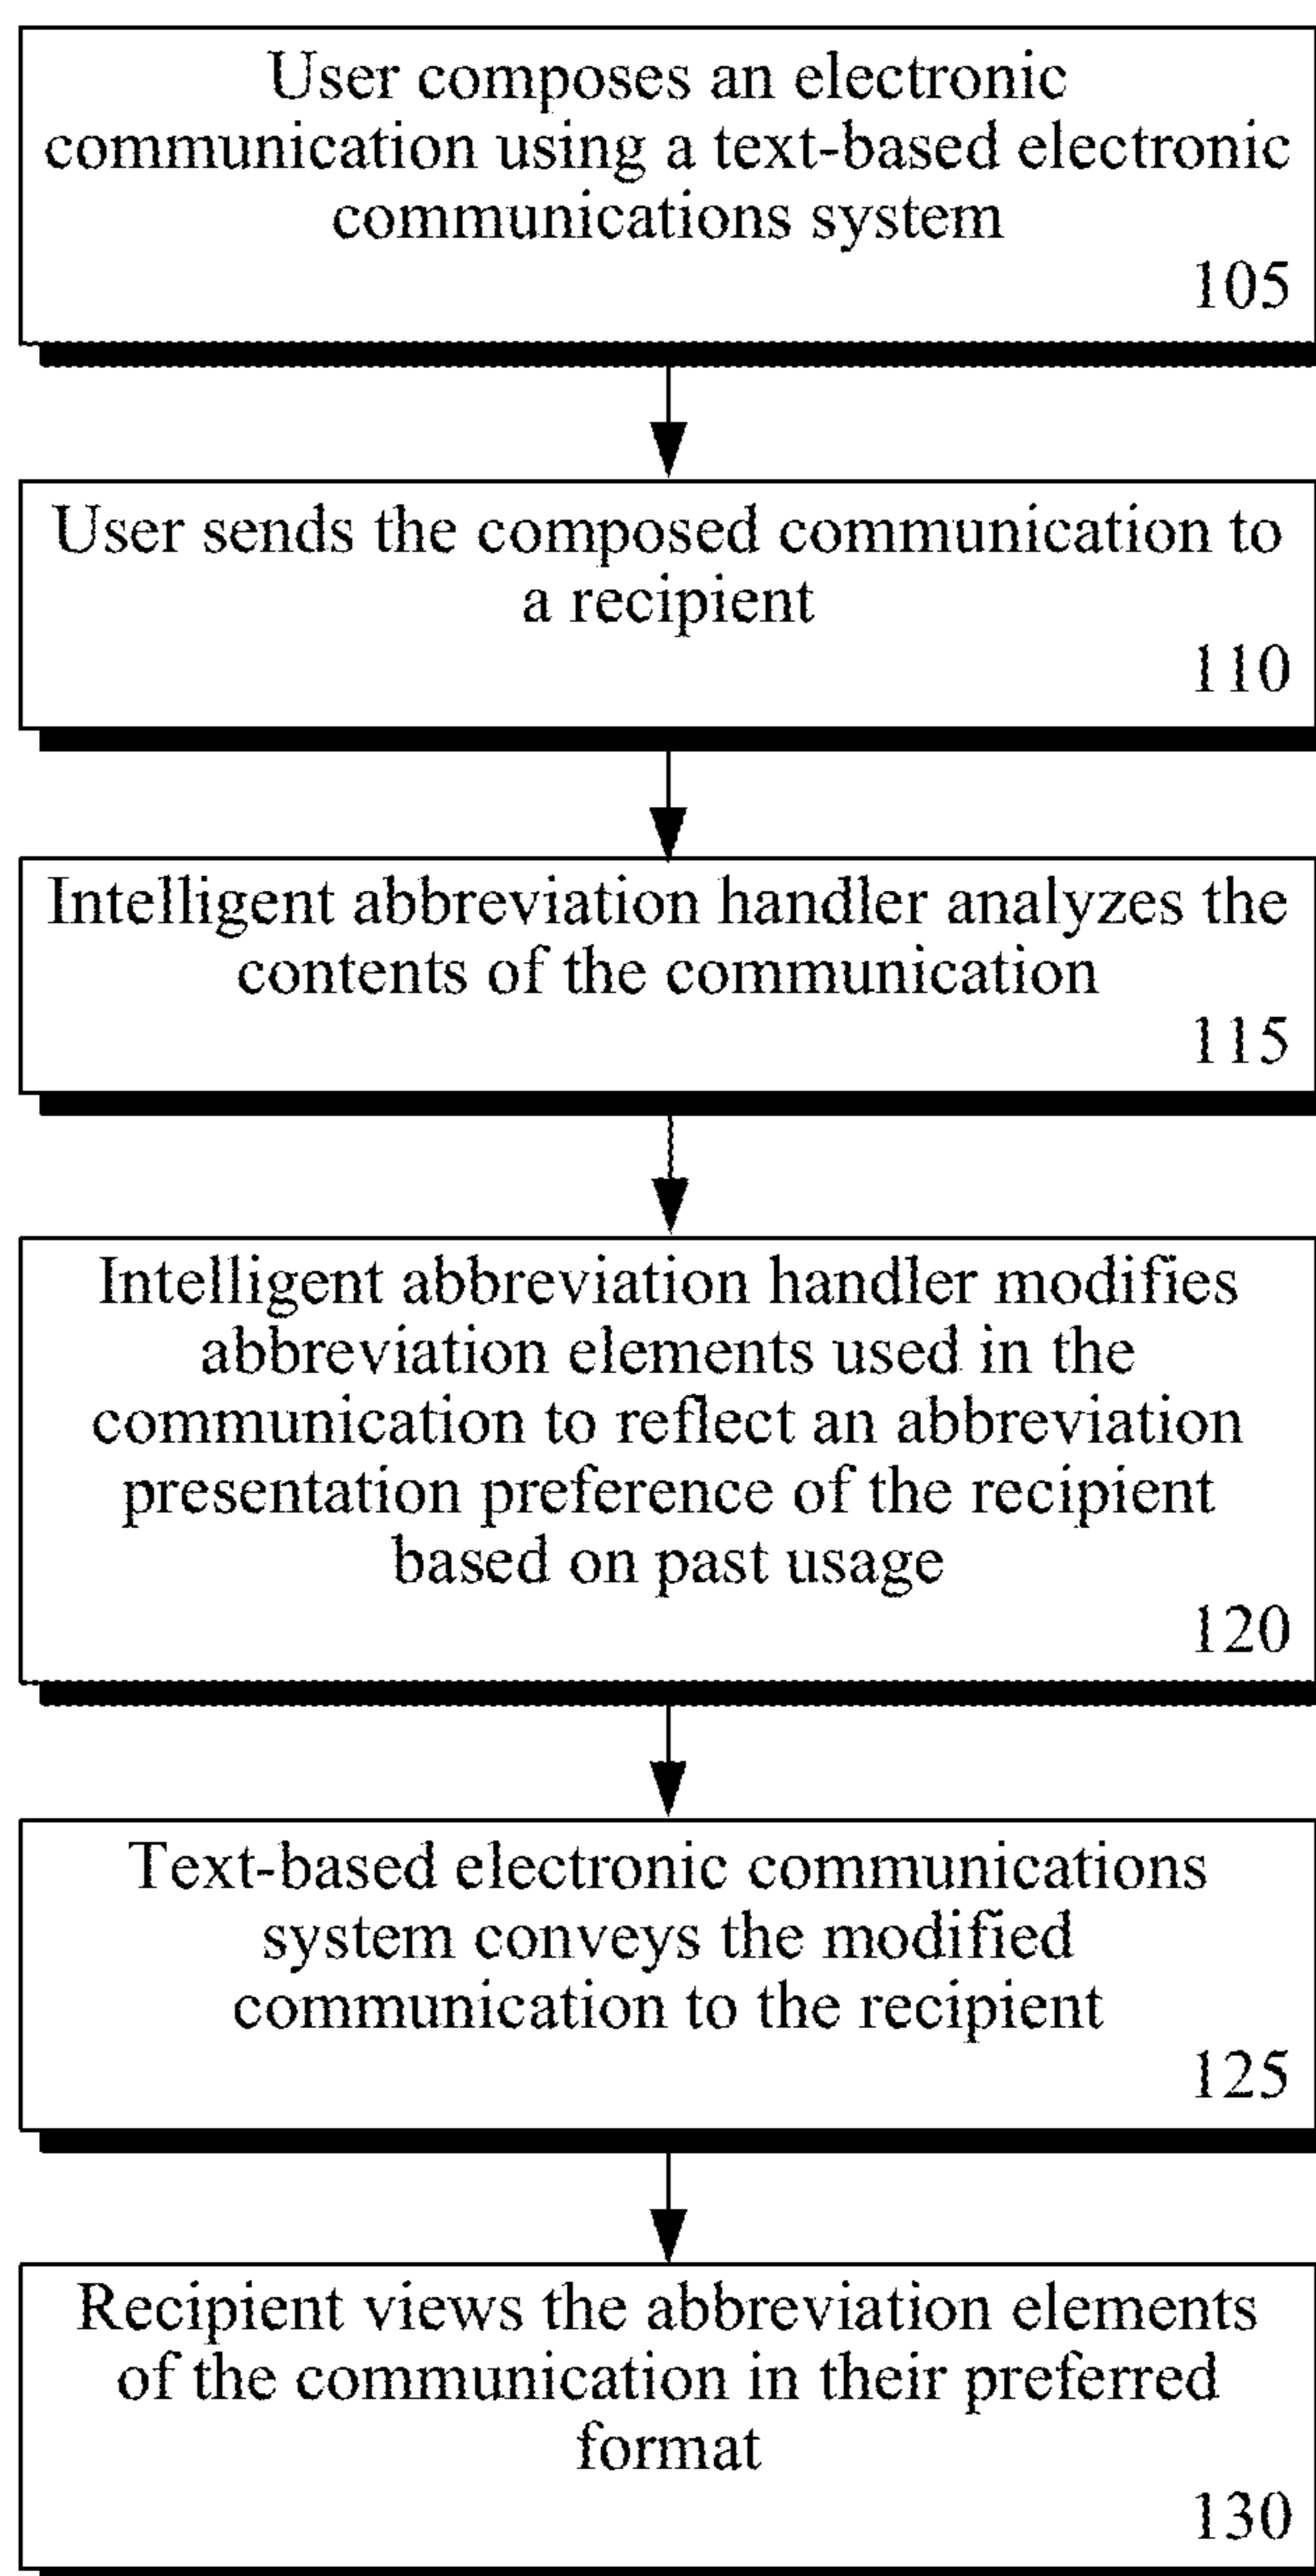 User composes an electronic
communication using a text-based electronic
communications system
105
User sends the composed communication to
a recipient
110
Intelligent abbreviation handler analyzes the
contents of the communication
115
Intelligent abbreviation handler modifies
abbreviation elements used in the
communication to reflect an abbreviation
presentation preference of the recipient
based on past usage
120
Text-based electronic communications
system conveys the modified
communication to the recipient
125
Recipient views the abbreviation elements
of the communication in their preferred
format
130